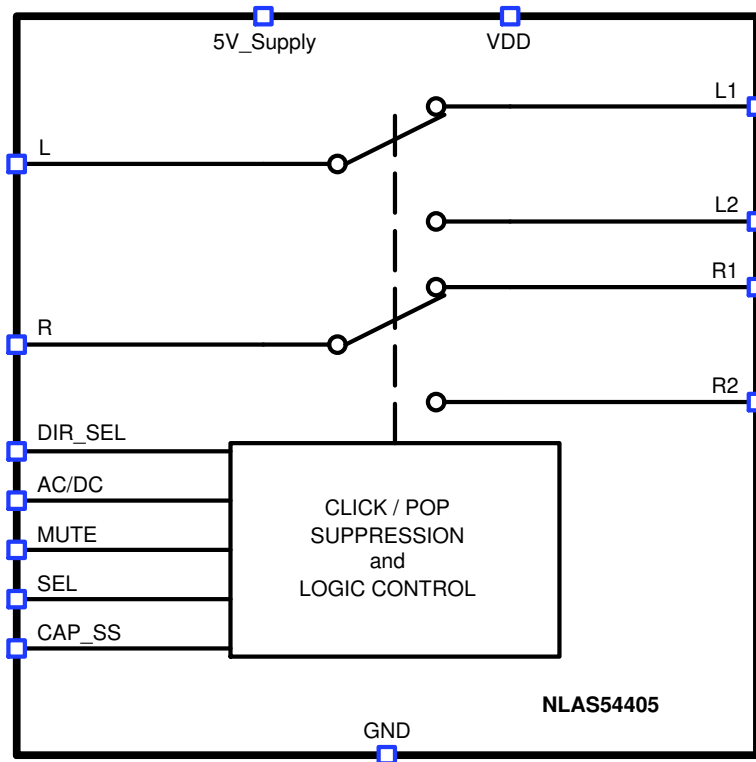 5V_Supply
VDD
L1
L
L2
R1
R
R2
DIR_SEL
AC/DC
MUTE
SEL
CAP_SS
CLICK / POP
SUPPRESSION
and
LOGIC CONTROL
NLAS54405
GND